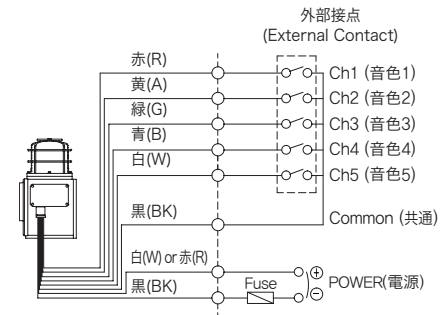 外部接点
(External Contact)
赤(R)
Ch1 (音色1)
黄(A)
Ch2 (音色2)
緑(G)
Ch3 (音色3)
青(B)
Ch4 (音色4)
白(W)
Ch5 (音色5)
黒(BK)
Common (共通)
白(W) or 赤(R)
黒(BK)
Fuse
POWER(電源)